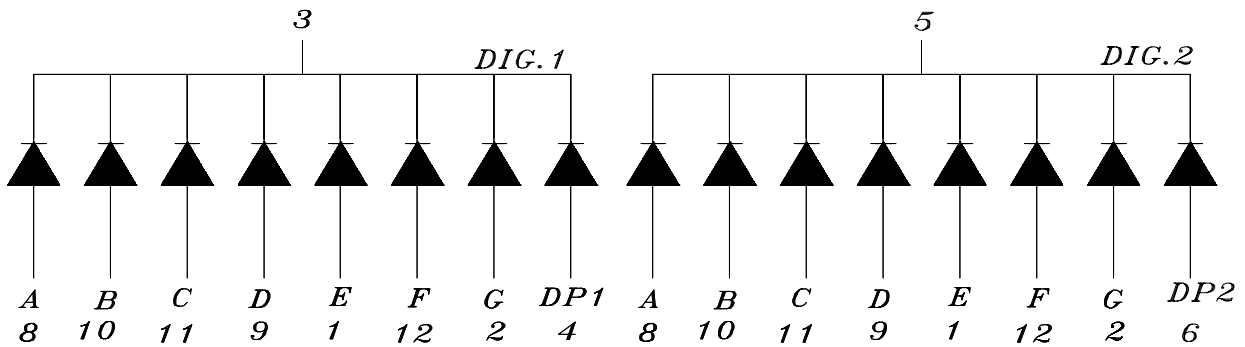 3 5
DIG.1 DIG.2
A B C D E F G DP1 A B C D E F G DP2
8 10 11 9 1 12 2 4 8 10 11 9 1 12 2 6